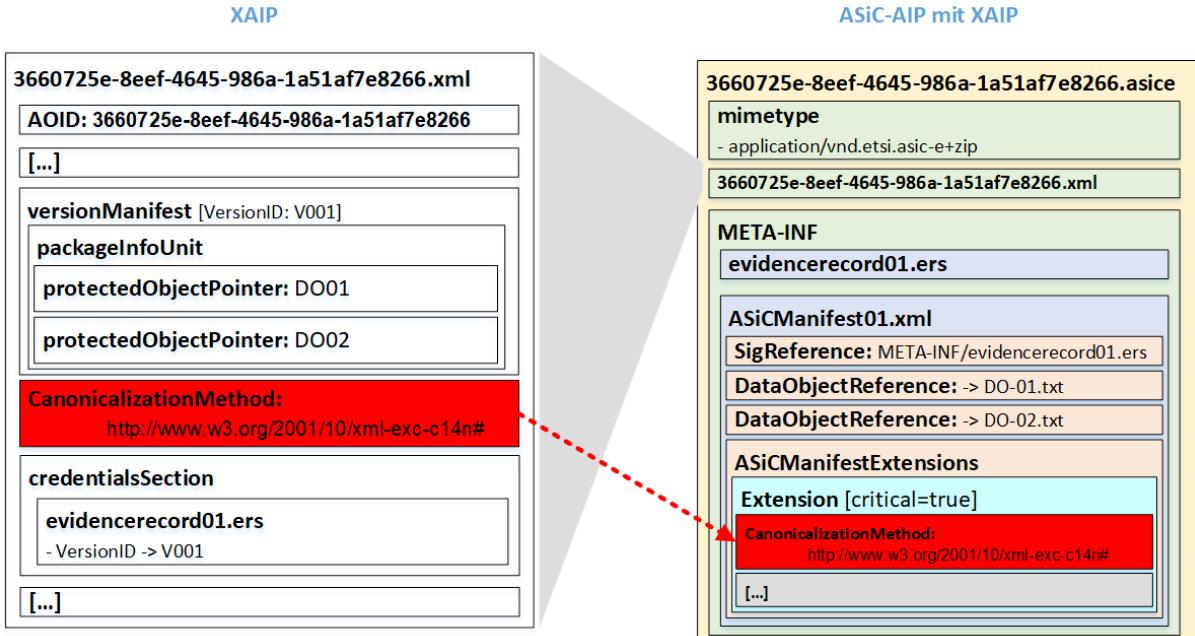 XAIP
3660725e-8eef-4645-986a-1a51af7e8266.xml
AOID: 3660725e-8eef-4645-986a-1a51af7e8266
[...]
versionManifest [VersionID: V001]
packageInfoUnit
protectedObjectPointer: DO01
protectedObjectPointer: DO02
CanonicalizationMethod:
http://www.w3.org/2001/10/xml-exc-c14n#
credentialsSection
evidencerecord01.ers
- VersionID -> V001
[...]
ASiC-AIP mit XAIP
3660725e-8eef-4645-986a-1a51af7e8266.asice
mimetype
- application/vnd.etsi.asic-e+zip
3660725e-8eef-4645-986a-1a51af7e8266.xml
META-INF
evidencerecord01.ers
ASiCManifest01.xml
SigReference: META-INF/evidencerecord01.ers
DataObjectReference: -> DO-01.txt
DataObjectReference: -> DO-02.txt
ASiCManifestExtensions
Extension [critical=true]
CanonicalizationMethod:
http://www.w3.org/2001/10/xml-exc-c14n#
[...]